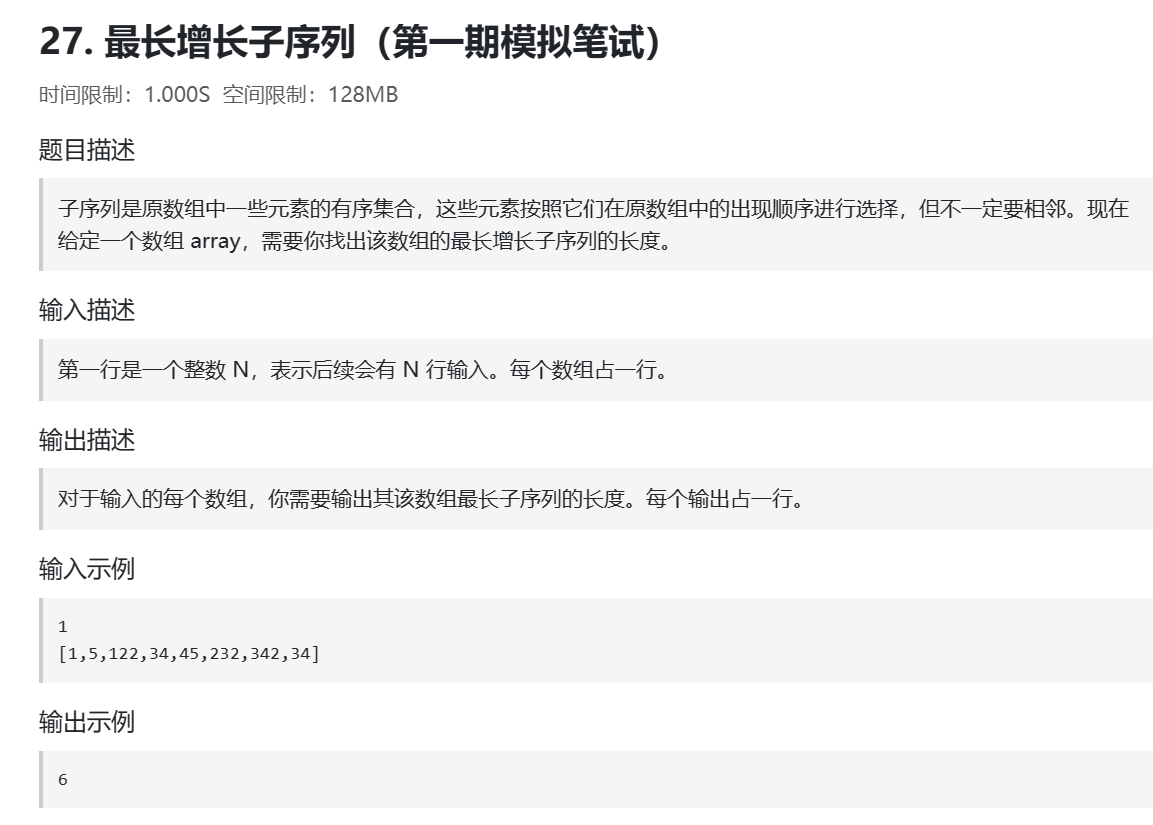 27. 最长增长子序列（第一期模拟笔试）
时间限制：1.000S 空间限制：128MB
题目描述
子序列是原数组中一些元素的有序集合，这些元素按照它们在原数组中的出现顺序进行选择，但不一定要相邻。现在
给定一个数组 array，需要你找出该数组的最长增长子序列的长度。
输入描述
第一行是一个整数 N，表示后续会有 N 行输入。每个数组占一行。
输出描述
对于输入的每个数组，你需要输出其该数组最长子序列的长度。每个输出占一行。
输入示例
1
[1,5,122,34,45,232,342,34]
输出示例
6